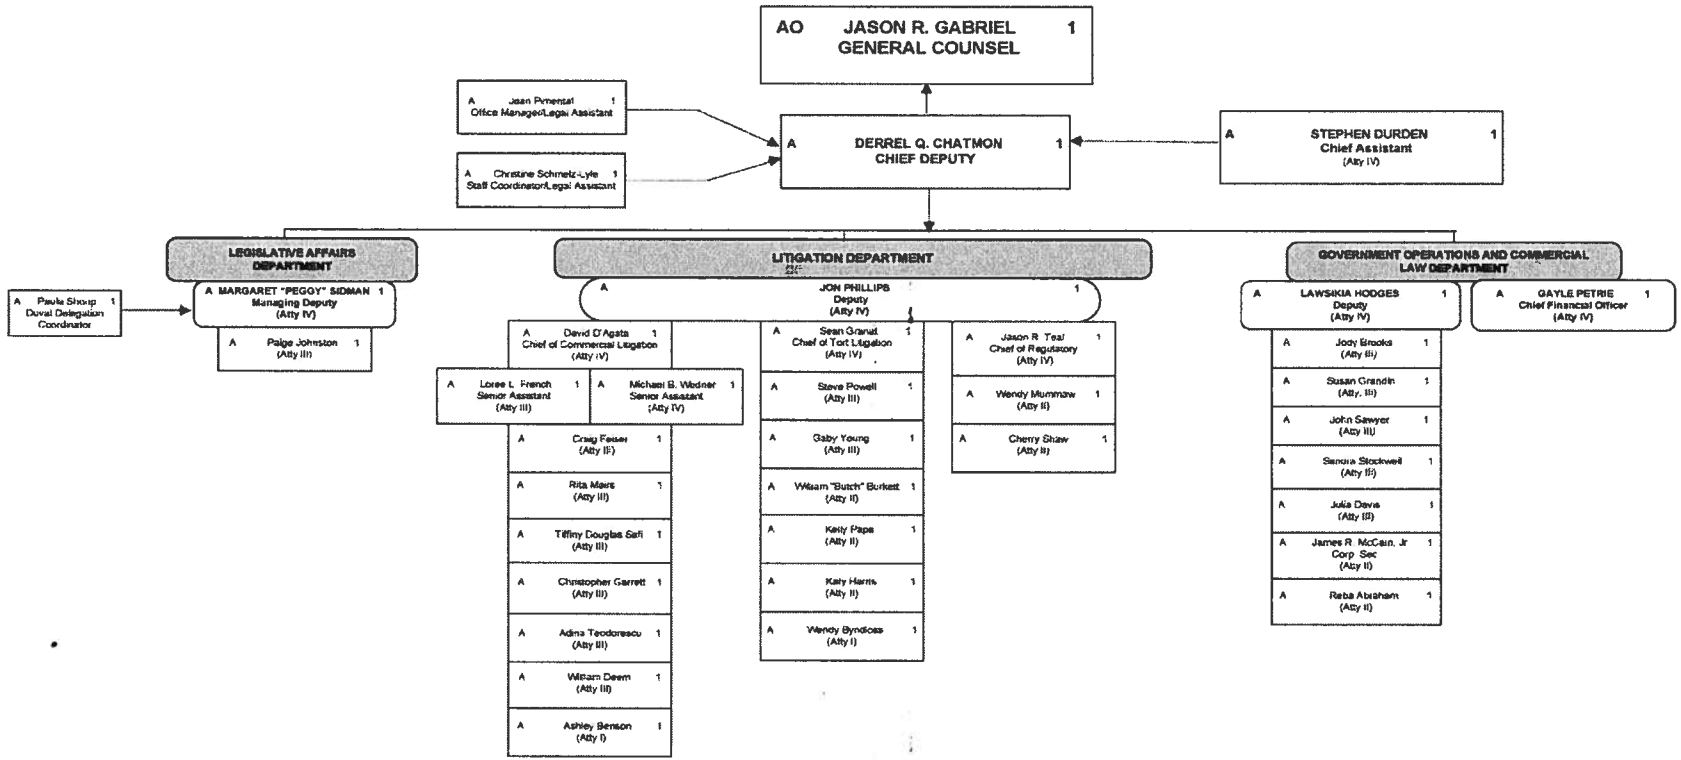 AO JASON R. GABRIEL 1
GENERAL COUNSEL
A Joan Pimental 1
Office Manager/Legal Assistant
A DERREL Q. CHATMON 1
CHIEF DEPUTY
A STEPHEN DURDEN 1
Chief Assistant
(Atty IV)
A Christine Schmelz-Lyle 1
Staff Coordinator/Legal Assistant
LEGISLATIVE AFFAIRS
DEPARTMENT
A MARGARET "PEGGY" SIDMAN 1
Managing Deputy
(Atty IV)
A Paula Shoup 1
Duval Delegation
Coordinator
A Paige Johnston 1
(Atty III)
LITIGATION DEPARTMENT
A JON PHILLIPS 1
Deputy
(Atty IV)
A David D'Agata 1
Chief of Commercial Litigation
(Atty IV)
A Loree L. French 1
Senior Assistant
(Atty III)
A Michael B. Wedner 1
Senior Assistant
(Atty IV)
A Craig Feiser 1
(Atty III)
A Rita Mairs 1
(Atty III)
A Tiffiny Douglas Safi 1
(Atty III)
A Christopher Garrett 1
(Atty III)
A Adina Teodorescu 1
(Atty III)
A William Deem 1
(Atty III)
A Ashley Benson 1
(Atty I)
A Sean Granat 1
Chief of Tort Litigation
(Atty IV)
A Steve Powell 1
(Atty III)
A Gaby Young 1
(Atty III)
A William "Butch" Burkett 1
(Atty II)
A Kelly Papa 1
(Atty II)
A Katy Harris 1
(Atty II)
A Wendy Byndloss 1
(Atty I)
A Jason R. Teal 1
Chief of Regulatory
(Atty IV)
A Wendy Mummaw 1
(Atty II)
A Cherry Shaw 1
(Atty II)
GOVERNMENT OPERATIONS AND COMMERCIAL
LAW DEPARTMENT
A LAWSIKIA HODGES 1
Deputy
(Atty IV)
A GAYLE PETRIE 1
Chief Financial Officer
(Atty IV)
A Jody Brooks 1
(Atty III)
A Susan Grandin 1
(Atty, III)
A John Sawyer 1
(Atty III)
A Sandra Stockwell 1
(Atty III)
A Julia Davis 1
(Atty III)
A James R. McCain, Jr 1
Corp. Sec
(Atty II)
A Reba Abraham 1
(Atty II)